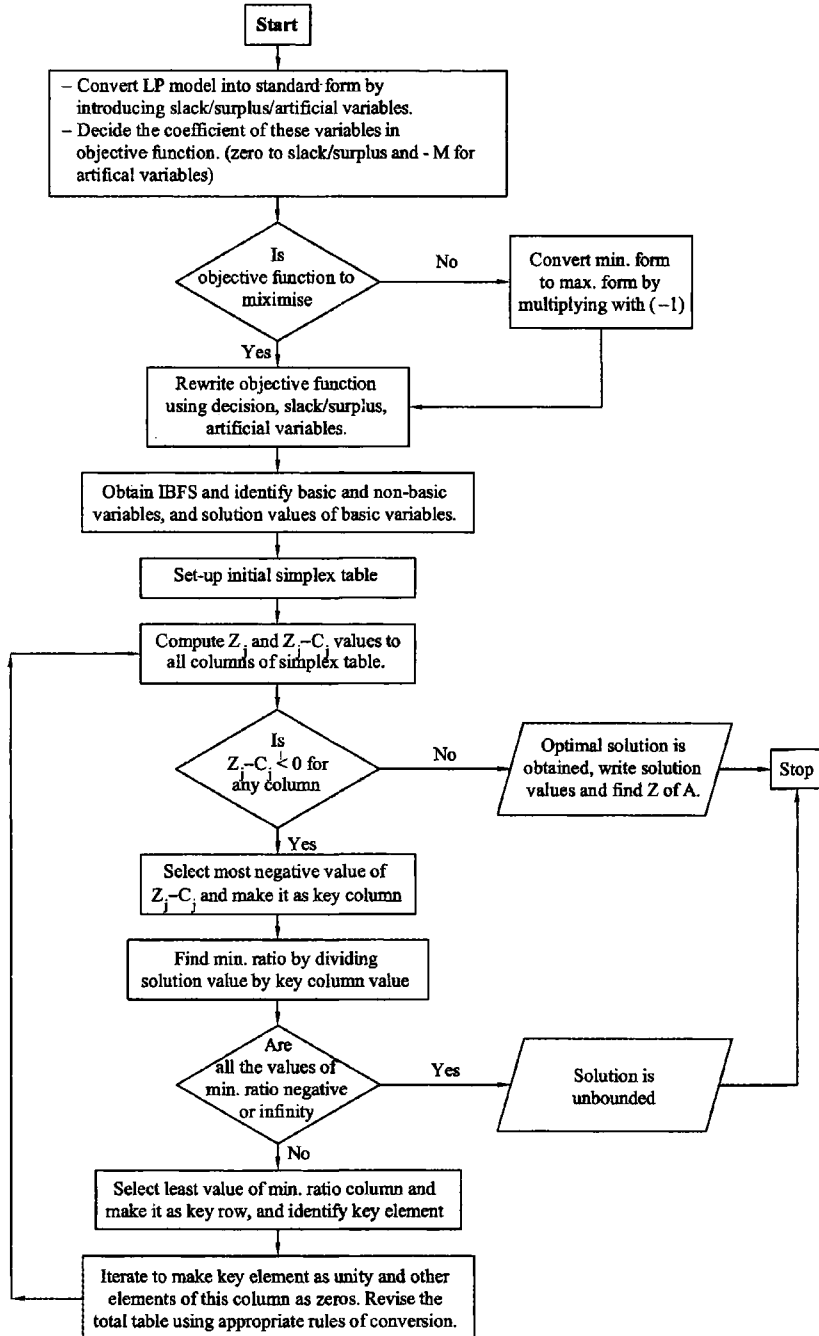 Start
– Convert LP model into standard form by
introducing slack/surplus/artificial variables.
– Decide the coefficient of these variables in
objective function. (zero to slack/surplus and - M for
artifical variables)
Is
objective function to
miximise
No
Convert min. form
to max. form by
multiplying with (−1)
Yes
Rewrite objective function
using decision, slack/surplus,
artificial variables.
Obtain IBFS and identify basic and non-basic
variables, and solution values of basic variables.
Set-up initial simplex table
Compute Zj and Zj–Cj values to
all columns of simplex table.
Is
Zj–Cj < 0 for
any column
No
Optimal solution is
obtained, write solution
values and find Z of A.
Stop
Yes
Select most negative value of
Zj–Cj and make it as key column
Find min. ratio by dividing
solution value by key column value
Are
all the values of
min. ratio negative
or infinity
Yes
Solution is
unbounded
No
Select least value of min. ratio column and
make it as key row, and identify key element
Iterate to make key element as unity and other
elements of this column as zeros. Revise the
total table using appropriate rules of conversion.